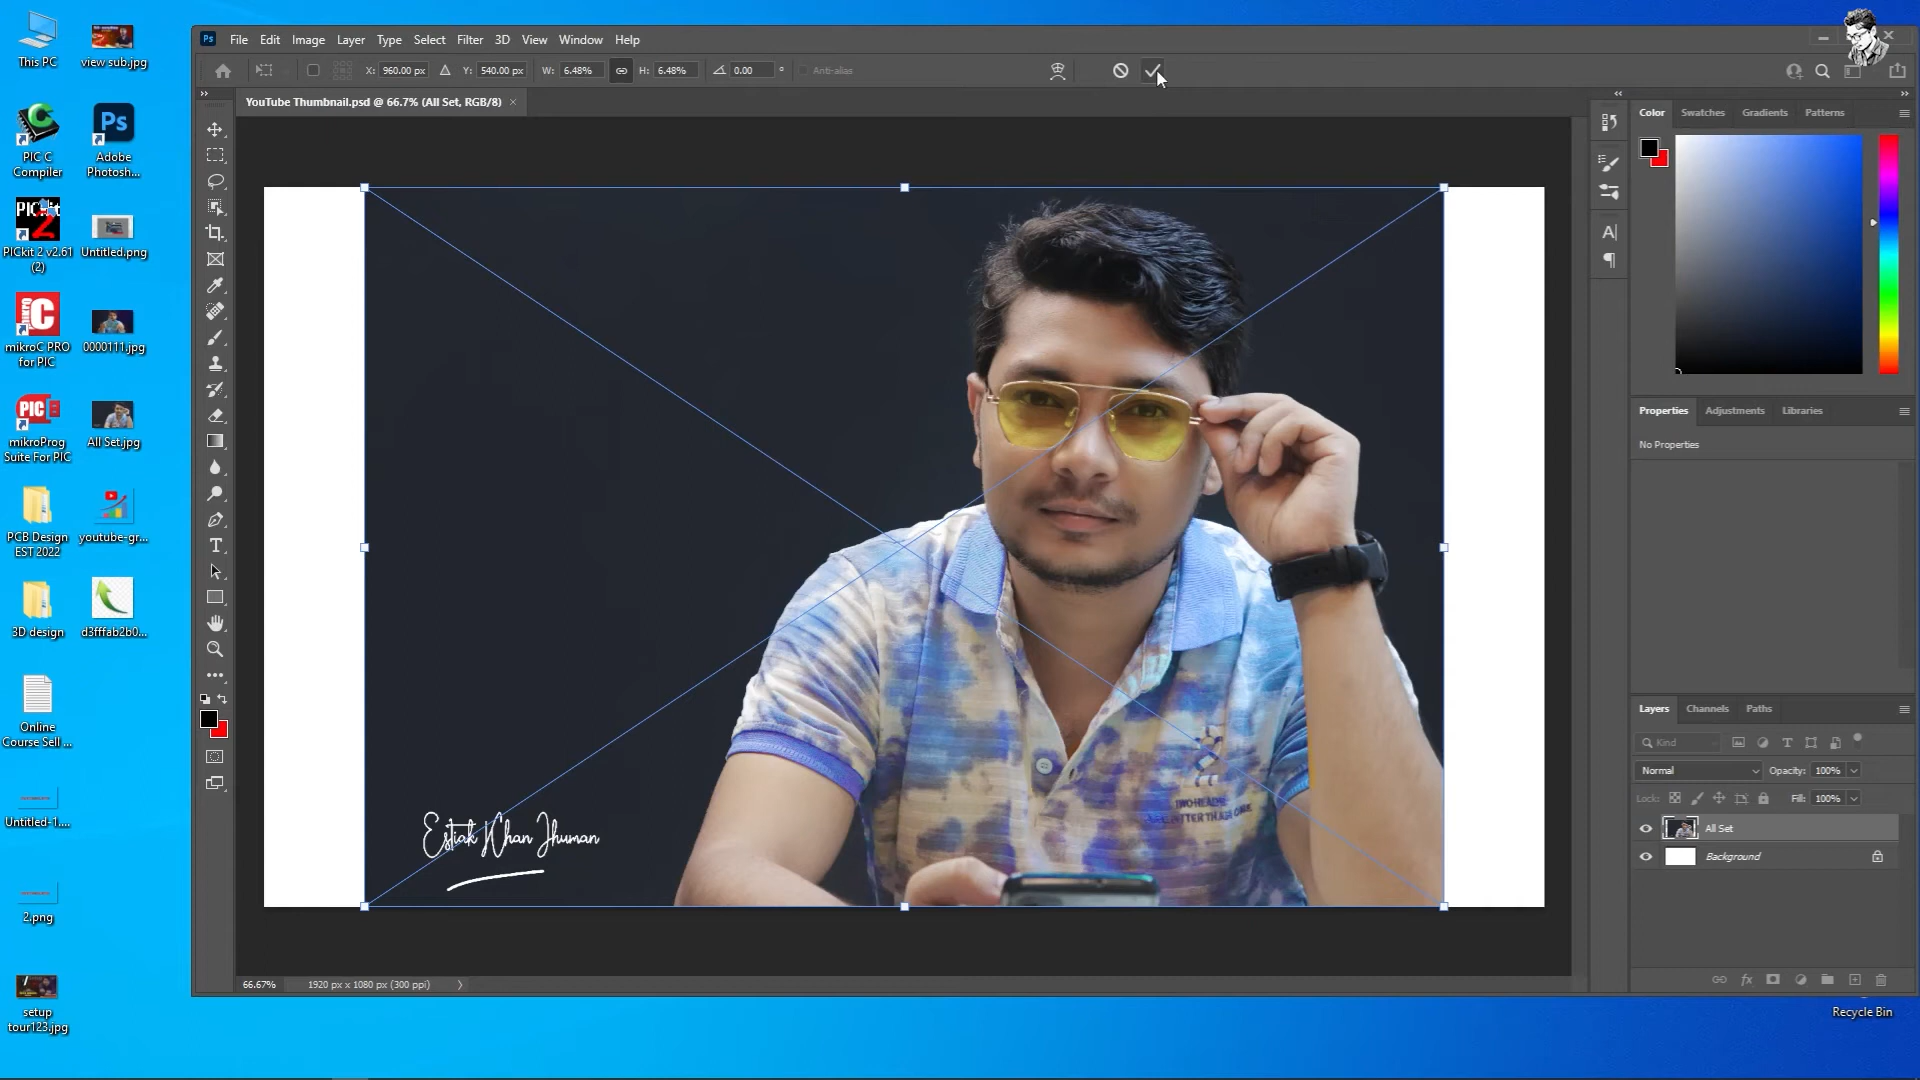 This PC
view sub.jpg
PIC C
Compiler
Ps
Adobe
Photosh...
PICkit 2 v2.61
(2)
Untitled.png
mikroC PRO
for PIC
0000111.jpg
PIC
mikroProg
Suite For PIC
All Set.jpg
PCB Design
EST 2022
youtube-gr...
3D design
d3fffab2b0...
Online
Course Sell ...
Untitled-1....
2.png
setup
tour123.jpg
Recycle Bin
Ps File Edit Image Layer Type Select Filter 3D View Window Help
X: 960.00 px Y: 540.00 px W: 6.48% H: 6.48% 0.00 ° Anti-alias
YouTube Thumbnail.psd @ 66.7% (All Set, RGB/8) ×
Estiak Khan Jhuman
66.67% 1920 px x 1080 px (300 ppi)
Color Swatches Gradients Patterns
Properties Adjustments Libraries
No Properties
Layers Channels Paths
Kind
Normal Opacity: 100%
Lock: Fill: 100%
All Set
Background